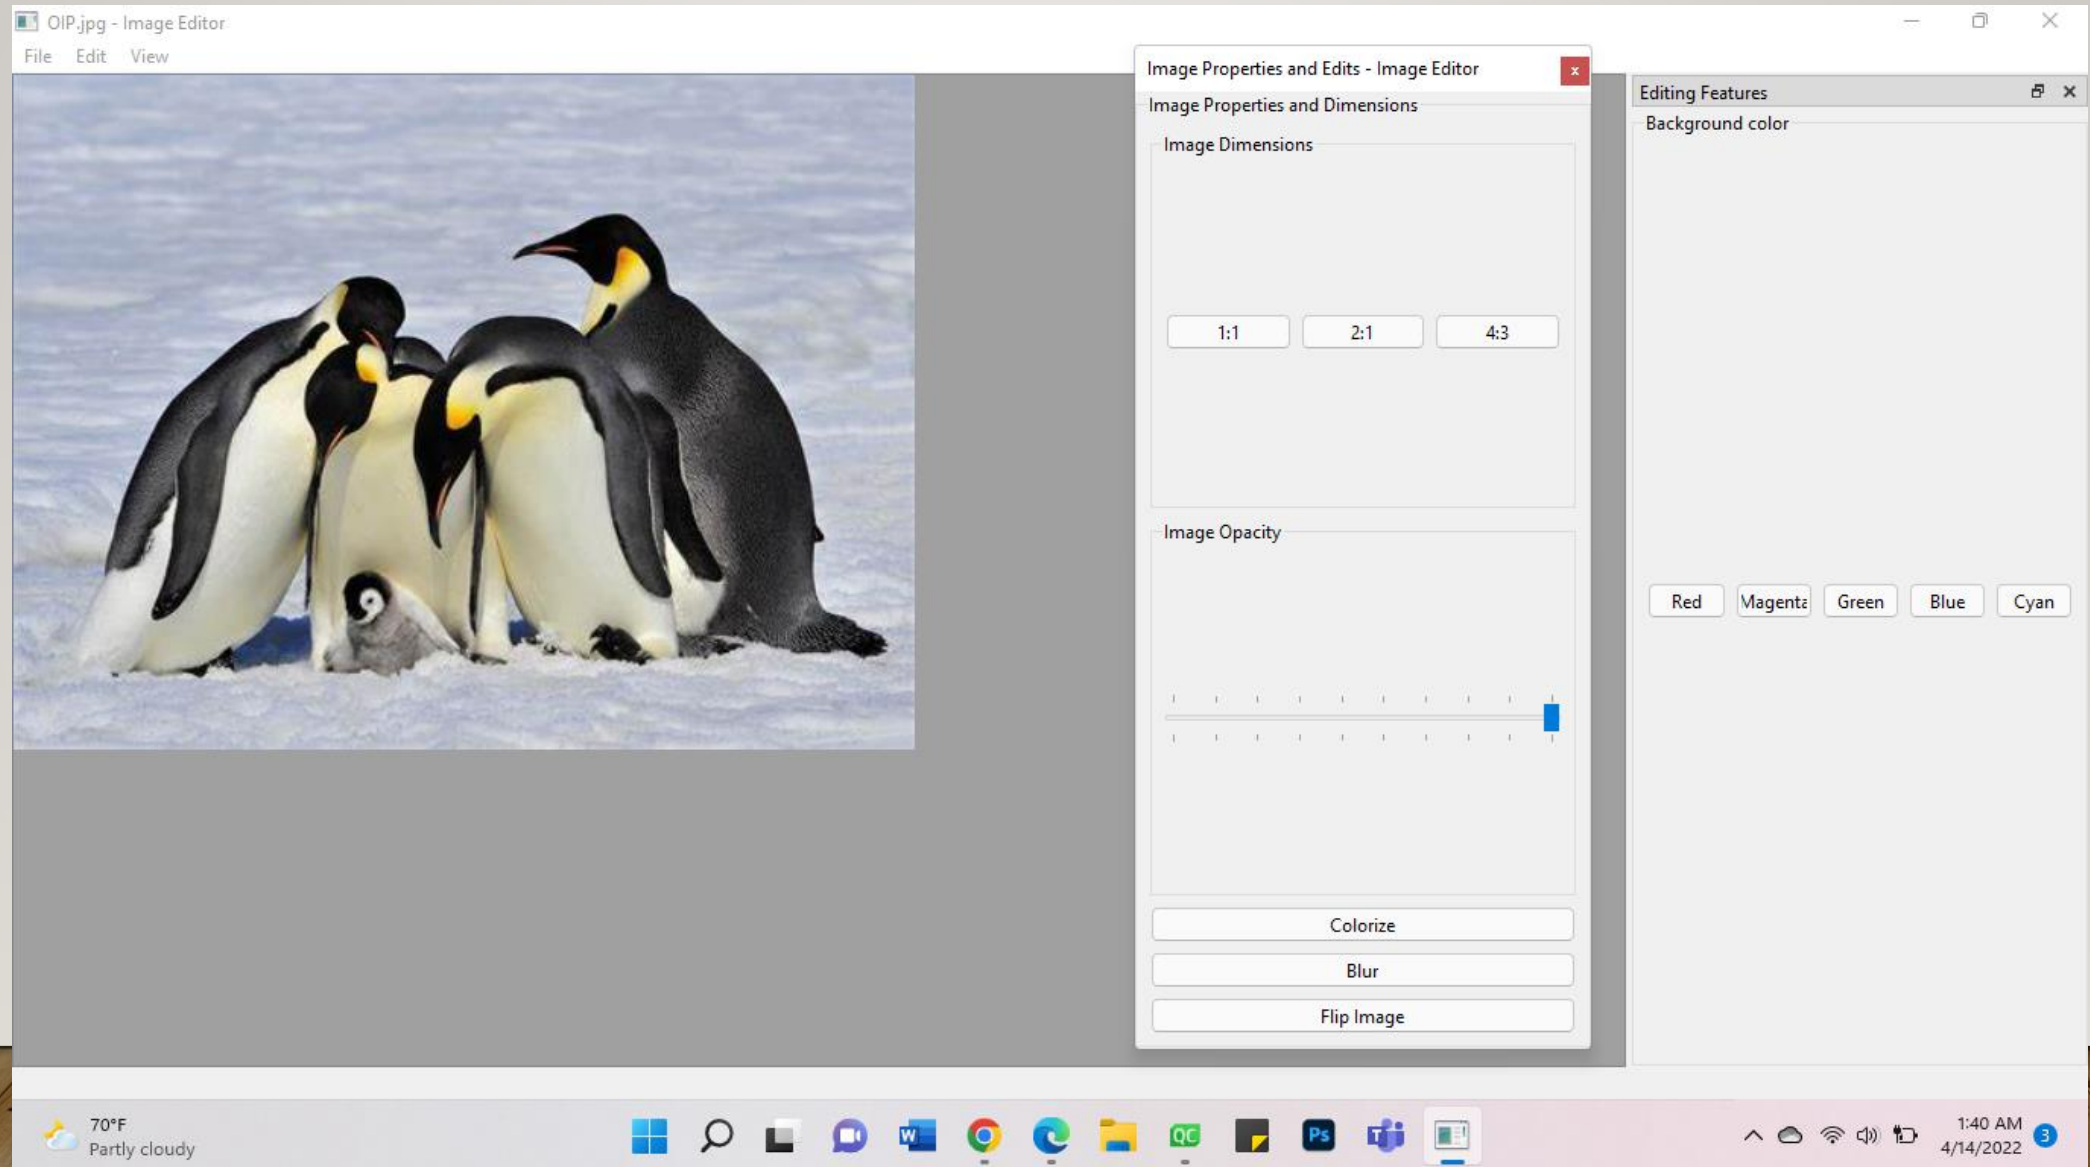 OIP.jpg - Image Editor
File Edit View
Image Properties and Edits - Image Editor
x
Image Properties and Dimensions
Image Dimensions
1:1 2:1 4:3
Image Opacity
Colorize
Blur
Flip Image
Editing Features
Background color
Red Magenta Green Blue Cyan
70°F
Partly cloudy
W
QC
Ps
T
1:40 AM
4/14/2022
3